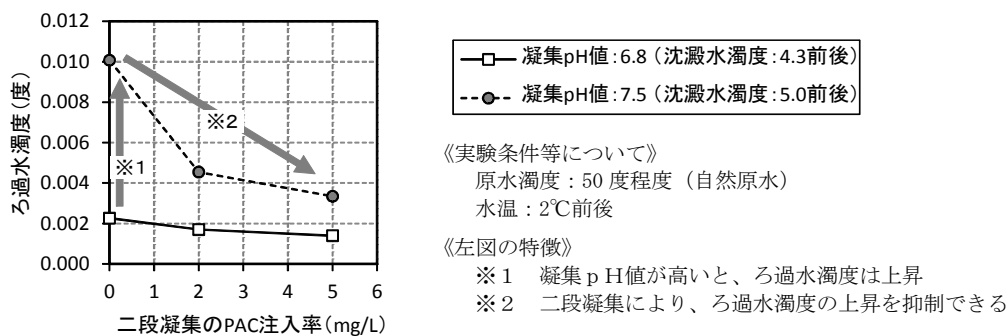 ろ過水濁度(度)
0.012
0.010
0.008
0.006
0.004
0.002
0.000
※1
※2
0 1 2 3 4 5 6
二段凝集のPAC注入率(mg/L)
凝集pH値:6.8(沈澱水濁度:4.3前後)
凝集pH値:7.5(沈澱水濁度:5.0前後)
《実験条件等について》
原水濁度:50 度程度(自然原水)
水温:2℃前後
《左図の特徴》
※1 凝集pH値が高いと、ろ過水濁度は上昇
※2 二段凝集により、ろ過水濁度の上昇を抑制できる